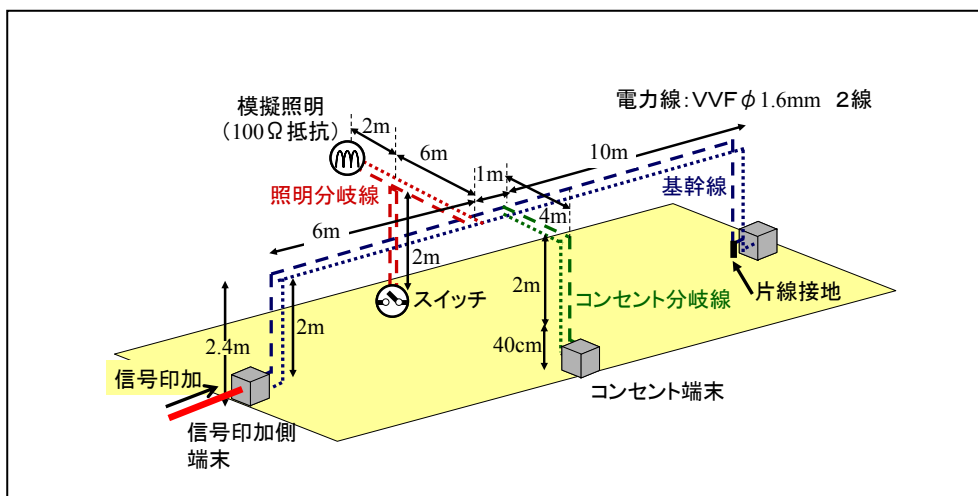 模擬照明
(100Ω抵抗)
2m
6m
1m
10m
電力線：VVFφ1.6mm 2線
照明分岐線
基幹線
6m
4m
2m
スイッチ
2m
コンセント分岐線
片線接地
2.4m
2m
40cm
信号印加
信号印加側
端末
コンセント端末